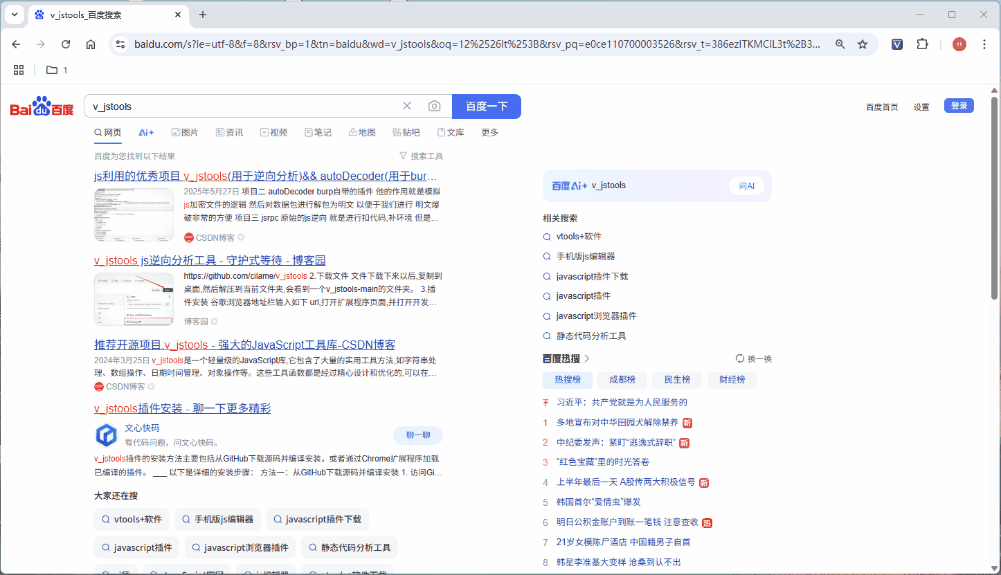 v_jstools_百度搜索
baidu.com/s?ie=utf-8&f=8&rsv_bp=1&tn=baidu&wd=v_jstools&oq=12%2526lt%253B&rsv_pq=e0ce110700003526&rsv_t=386ezITKMCiL3t%2B3...
1
Bai du 百度
v_jstools
百度一下
百度首页 设置 登录
网页 Ai+ 图片 资讯 视频 笔记 地图 贴吧 文库 更多
百度为您找到以下结果
搜索工具
js利用的优秀项目 v_jstools(用于逆向分析)&& autoDecoder(用于bur...
2025年5月27日 项目二 autoDecoder burp自带的插件 他的作用就是模拟
js加密文件的逻辑 然后对数据包进行解包为明文 以便于我们进行 明文爆
破非常的方便 项目三 jsrpc 原始的js逆向 就是进行扣代码,补环境 但是...
CSDN博客
v_jstools js逆向分析工具 - 守护式等待 - 博客园
https://github.com/cilame/v_jstools 2.下载文件 文件下载下来以后,复制到
桌面,然后解压到当前文件夹,会看到一个v_jstools-main的文件夹。 3.插
件安装 谷歌浏览器地址栏输入如下 url,打开扩展程序页面,并打开开发...
博客园
推荐开源项目:v_jstools - 强大的JavaScript工具库-CSDN博客
2024年3月25日 v_jstools是一个轻量级的JavaScript库,它包含了大量的实用工具方法,如字符串处
理、数组操作、日期时间管理、对象操作等。这些工具函数都是经过精心设计和优化的,可以在...
CSDN博客
v_jstools插件安装 - 聊一下更多精彩
文心快码
有代码问题，问文心快码。
聊一聊
v_jstools插件的安装方法主要包括从GitHub下载源码并编译安装，或者通过Chrome扩展程序加载
已编译的插件。 ___ 以下是详细的安装步骤： 方法一：从GitHub下载源码并编译安装 1. 访问Gi...
大家还在搜
vtools+软件 手机版js编辑器 javascript插件下载
javascript插件 javascript浏览器插件 静态代码分析工具
百度Ai+ v_jstools
问AI
相关搜索
vtools+软件
手机版js编辑器
javascript插件下载
javascript插件
javascript浏览器插件
静态代码分析工具
百度热搜
换一换
热搜榜 成都榜 民生榜 财经榜
习近平：共产党就是为人民服务的
1 多地宣布对中华田园犬解除禁养 新
2 中纪委发声：紧盯“逃逸式辞职” 新
3 “红色宝藏”里的时光答卷
4 上半年最后一天 A股传两大积极信号 新
5 韩国首尔“爱情虫”爆发
6 明日公积金账户到账一笔钱 注意查收 热
7 21岁女模陈尸酒店 中国籍男子自首
8 韩星李准基大变样 沧桑到认不出